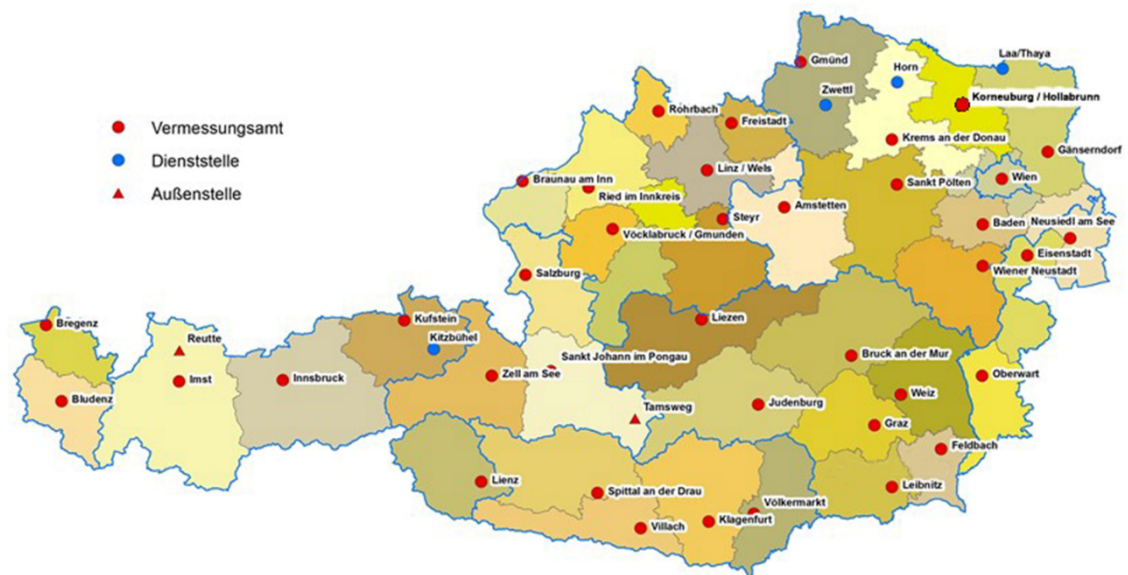 Vermessungsamt
Dienststelle
Außenstelle
Gmünd
Horn
Laa/Thaya
Zwettl
Korneuburg / Hollabrunn
Rohrbach
Freistadt
Krems an der Donau
Gänserndorf
Linz / Wels
Wien
Braunau am Inn
Ried im Innkreis
Sankt Pölten
Steyr
Amstetten
Baden
Neusiedl am See
Vöcklabruck / Gmunden
Eisenstadt
Salzburg
Wiener Neustadt
Bregenz
Kufstein
Liezen
Reutte
Kitzbühel
Sankt Johann im Pongau
Bruck an der Mur
Imst
Innsbruck
Zell am See
Oberwart
Bludenz
Tamsweg
Judenburg
Weiz
Graz
Feldbach
Lienz
Spittal an der Drau
Völkermarkt
Leibnitz
Villach
Klagenfurt